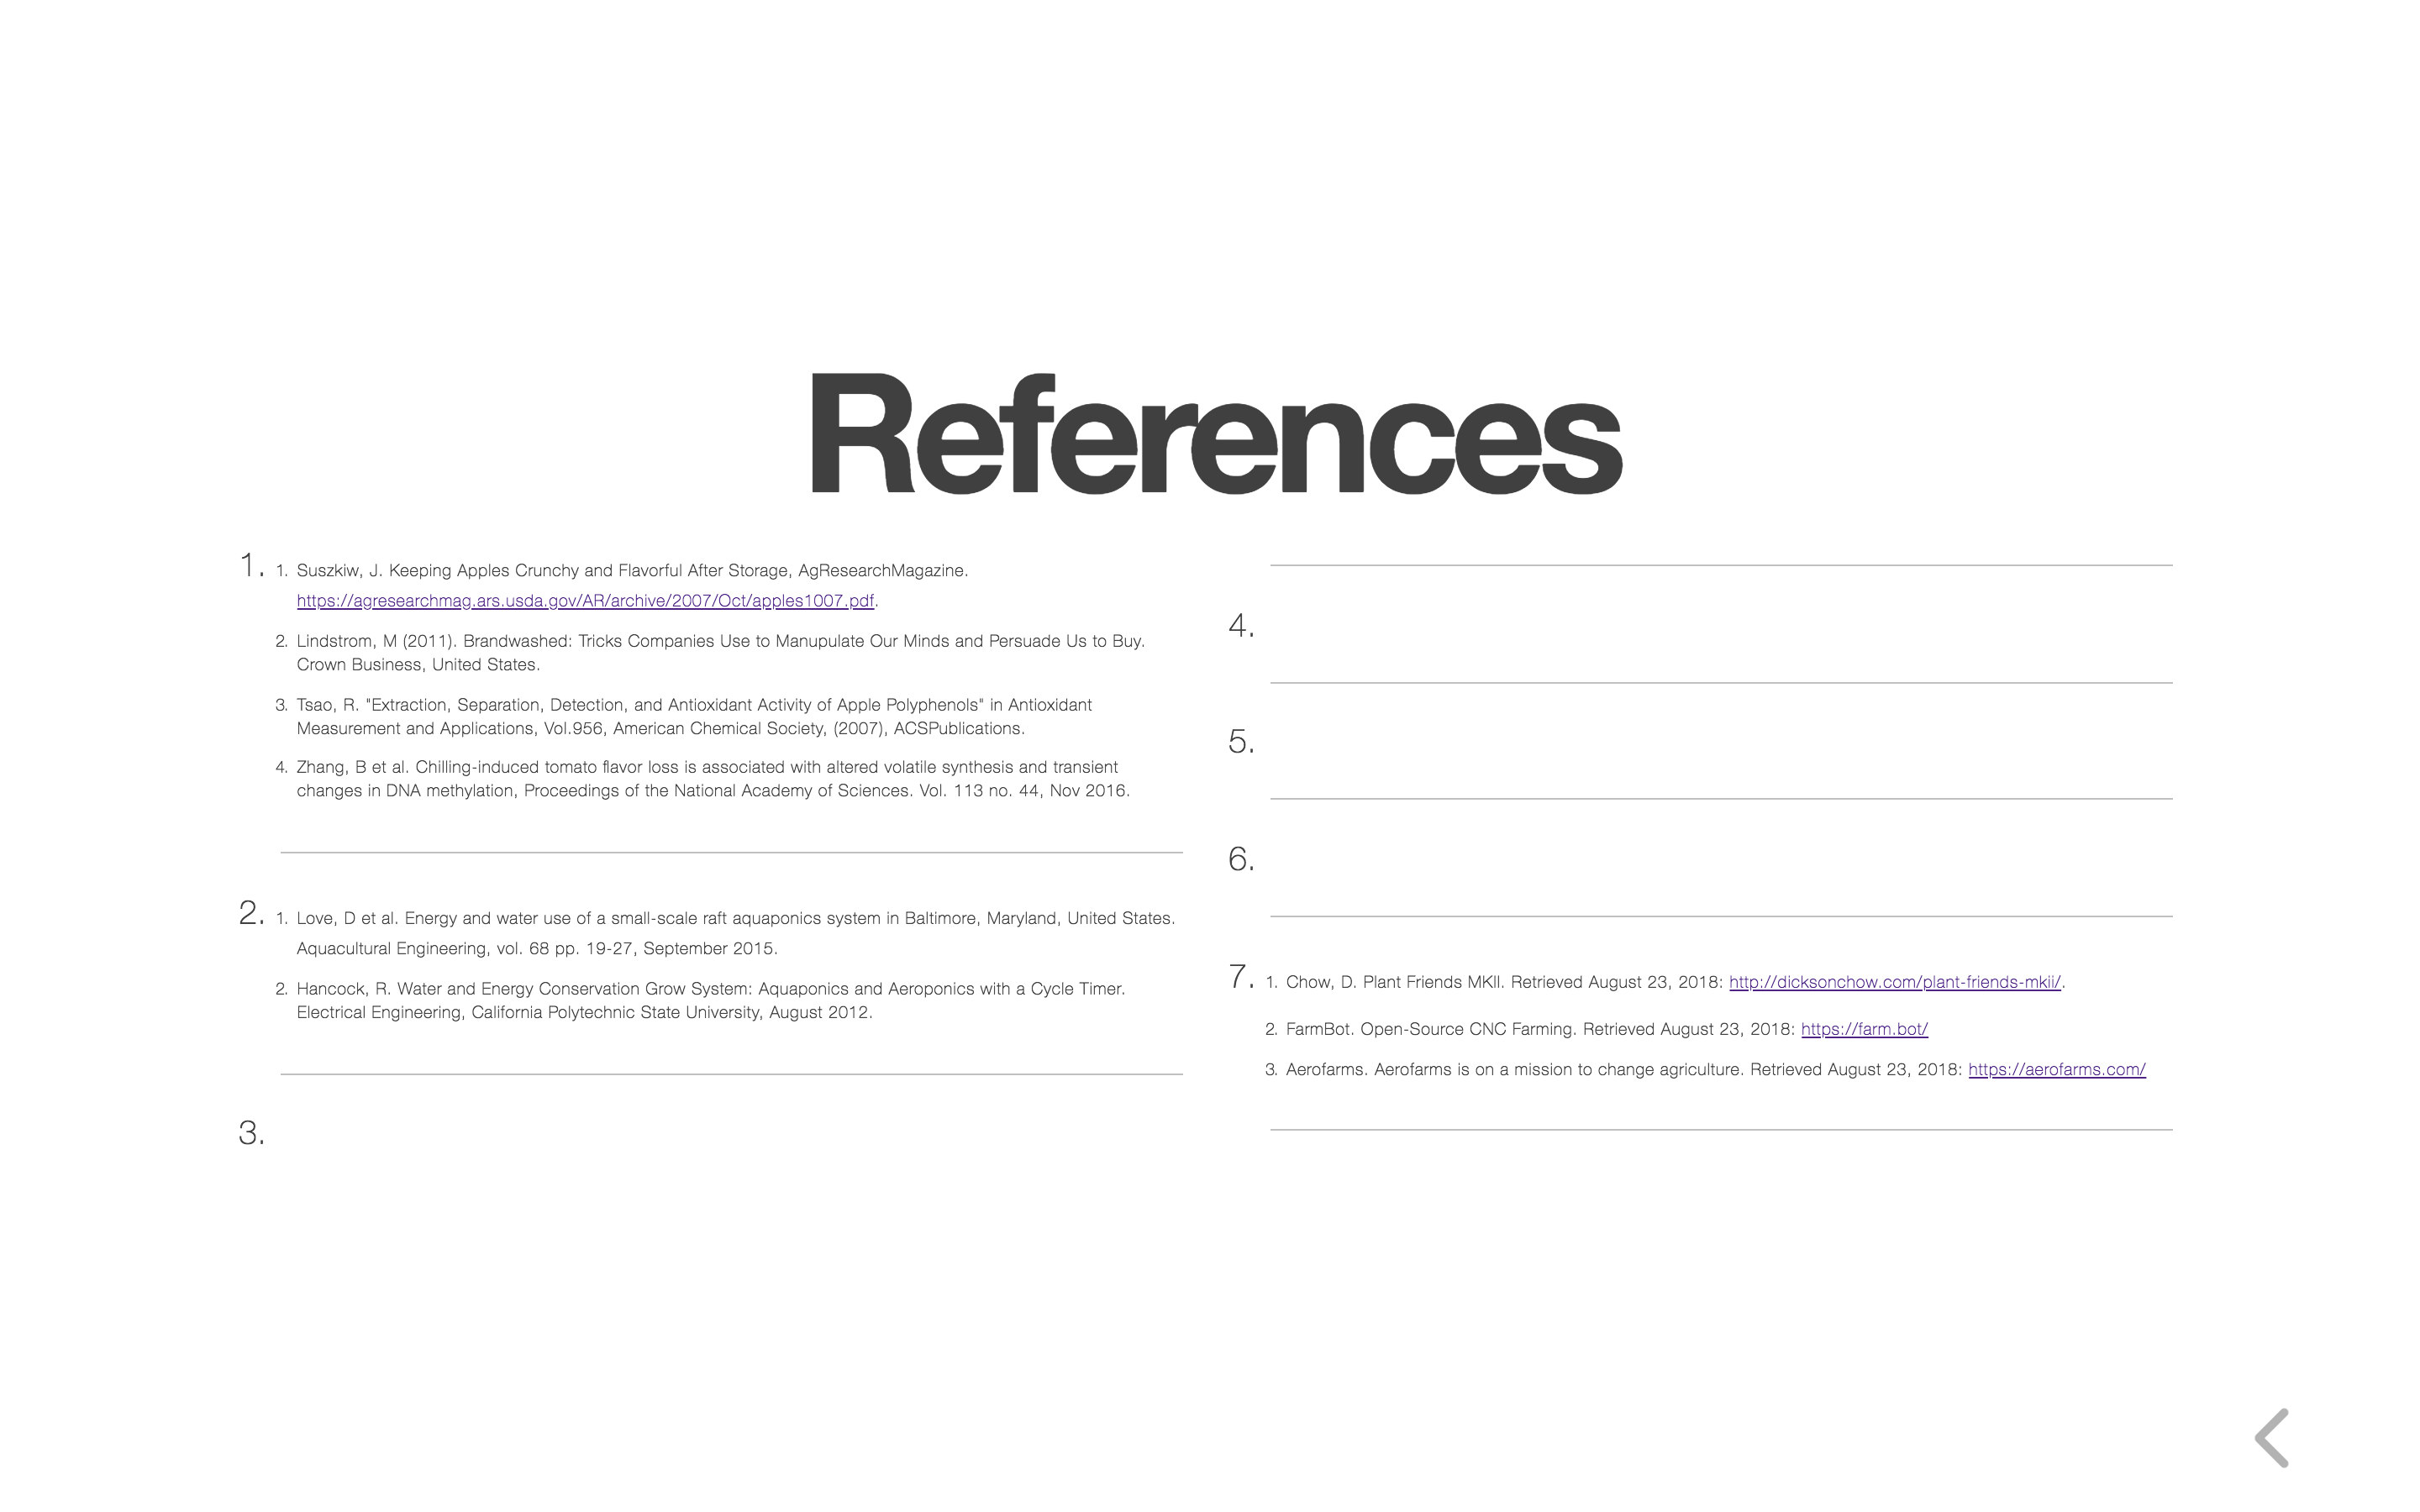 References
1. 1. Suszkiw, J. Keeping Apples Crunchy and Flavorful After Storage, AgResearchMagazine.
https://agresearchmag.ars.usda.gov/AR/archive/2007/Oct/apples1007.pdf.
2. Lindstrom, M (2011). Brandwashed: Tricks Companies Use to Manupulate Our Minds and Persuade Us to Buy.
Crown Business, United States.
3. Tsao, R. "Extraction, Separation, Detection, and Antioxidant Activity of Apple Polyphenols" in Antioxidant
Measurement and Applications, Vol.956, American Chemical Society, (2007), ACSPublications.
4. Zhang, B et al. Chilling-induced tomato flavor loss is associated with altered volatile synthesis and transient
changes in DNA methylation, Proceedings of the National Academy of Sciences. Vol. 113 no. 44, Nov 2016.
2. 1. Love, D et al. Energy and water use of a small-scale raft aquaponics system in Baltimore, Maryland, United States.
Aquacultural Engineering, vol. 68 pp. 19-27, September 2015.
2. Hancock, R. Water and Energy Conservation Grow System: Aquaponics and Aeroponics with a Cycle Timer.
Electrical Engineering, California Polytechnic State University, August 2012.
3.
4.
5.
6.
7. 1. Chow, D. Plant Friends MKII. Retrieved August 23, 2018: http://dicksonchow.com/plant-friends-mkii/.
2. FarmBot. Open-Source CNC Farming. Retrieved August 23, 2018: https://farm.bot/
3. Aerofarms. Aerofarms is on a mission to change agriculture. Retrieved August 23, 2018: https://aerofarms.com/